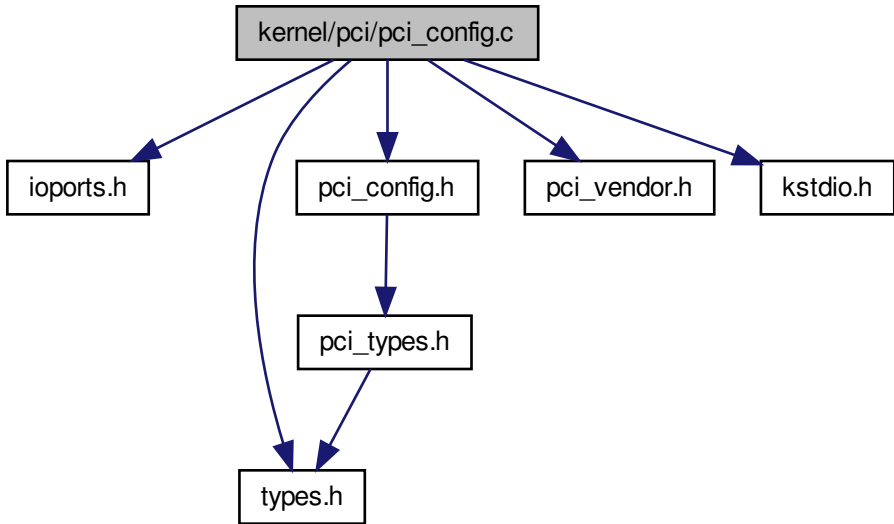 kernel/pci/pci_config.c
ioports.h
pci_config.h
pci_vendor.h
kstdio.h
pci_types.h
types.h